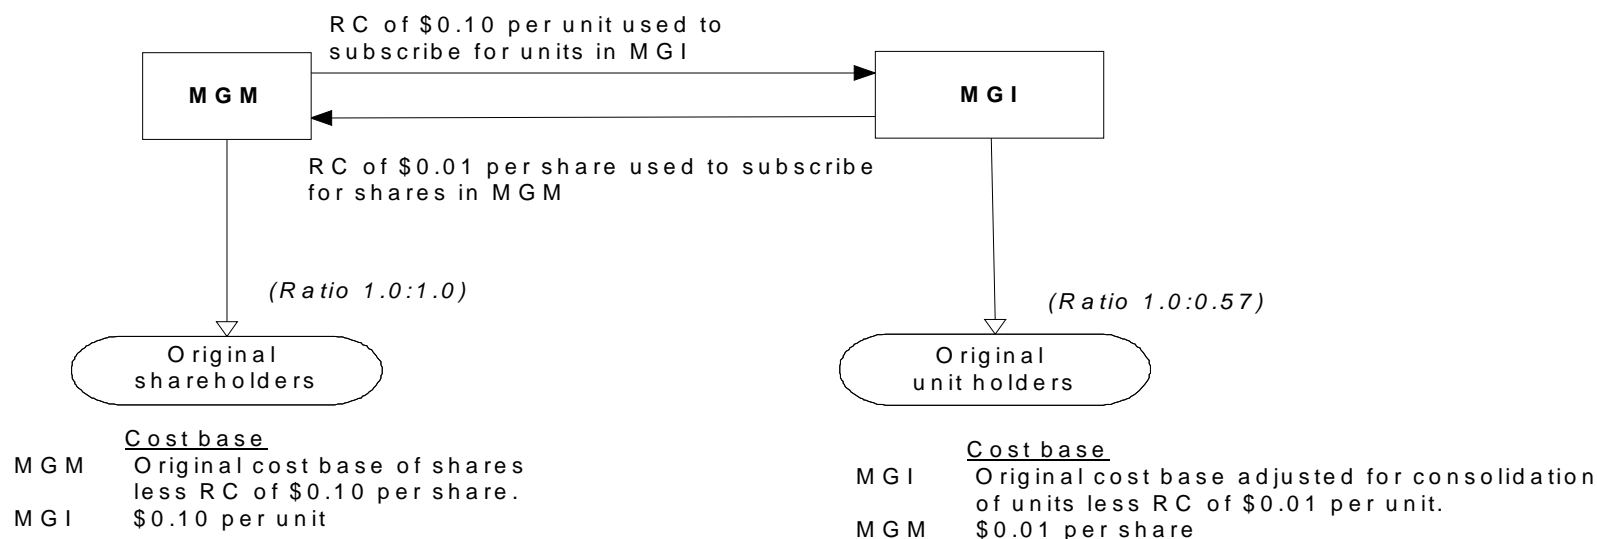 RC of $0.10 per unit used to
subscribe for units in MGI
MGM
MGI
RC of $0.01 per share used to subscribe
for shares in MGM
(Ratio 1.0:1.0)
(Ratio 1.0:0.57)
Original
shareholders
Original
unit holders
Cost base
MGM Original cost base of shares
less RC of $0.10 per share.
MGI $0.10 per unit
Cost base
MGI Original cost base adjusted for consolidation
of units less RC of $0.01 per unit.
MGM $0.01 per share